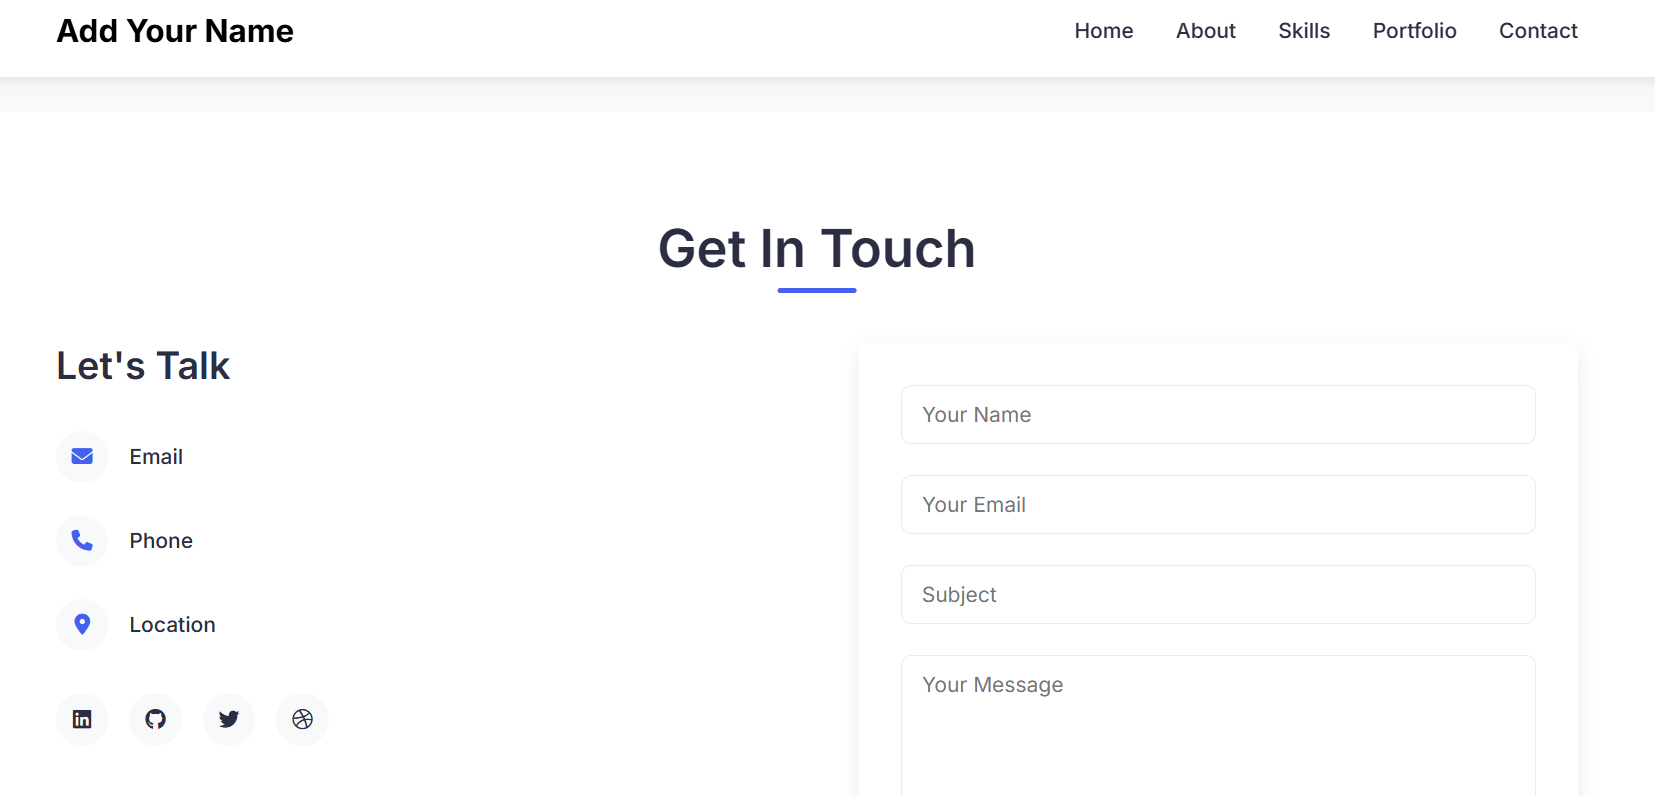 Add Your Name
Home About Skills Portfolio Contact
Get In Touch
Let's Talk
Email
Phone
Location
Your Name
Your Email
Subject
Your Message